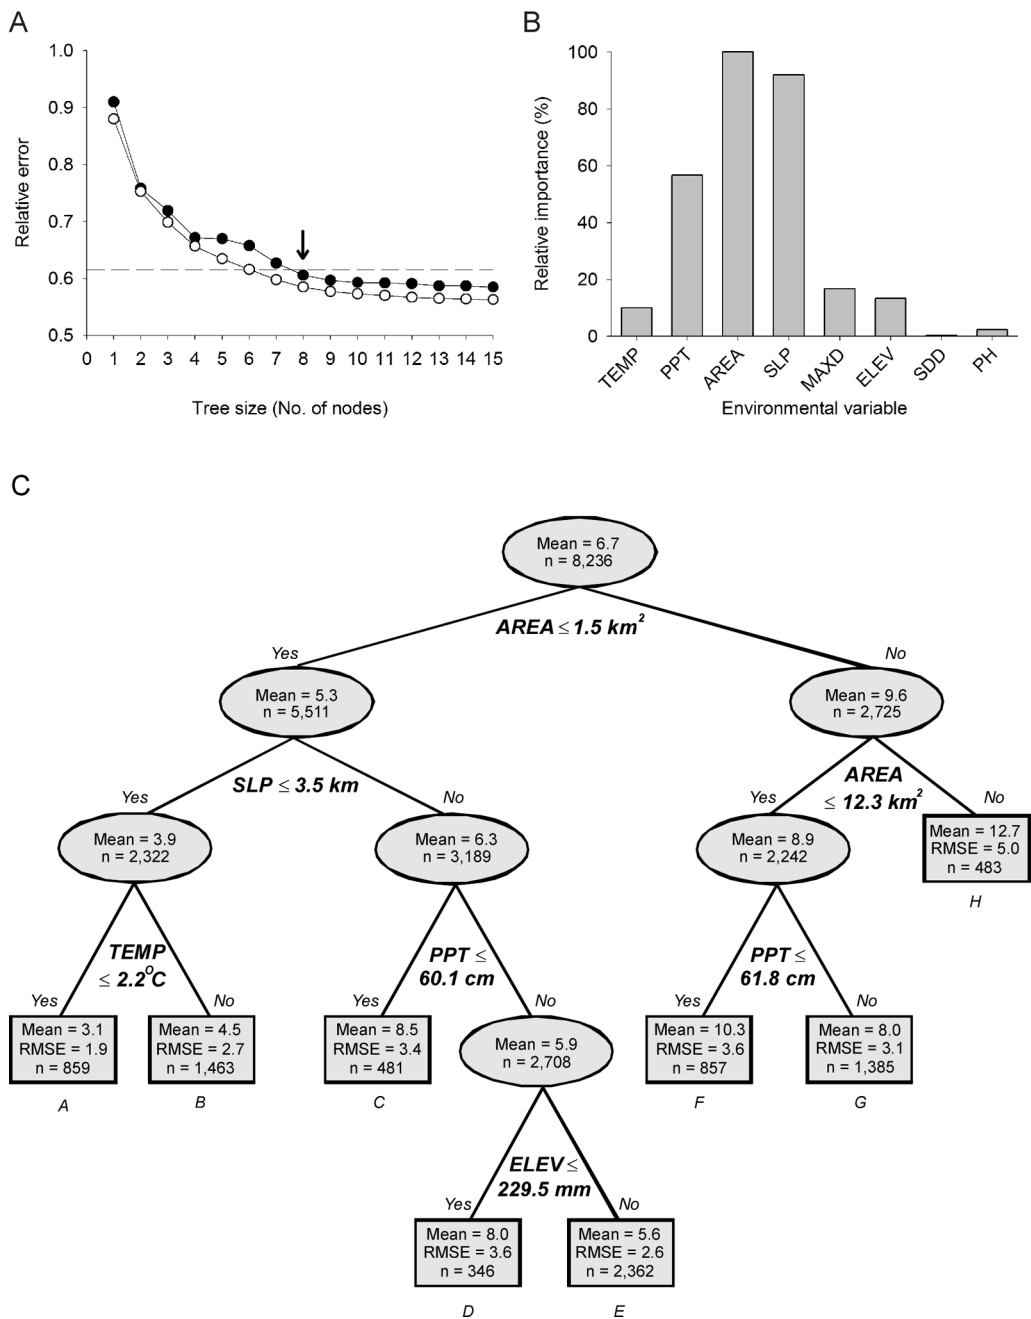 A
1.0
0.9
0.8
0.7
0.6
0.5
Relative error
0 1 2 3 4 5 6 7 8 9 10 11 12 13 14 15
Tree size (No. of nodes)
B
100
80
60
40
20
0
Relative importance (%)
TEMP PPT AREA SLP MAXD ELEV SDD PH
Environmental variable
C
Mean = 6.7
n = 8,236
AREA ≤ 1.5 km²
Yes
No
Mean = 5.3
n = 5,511
Mean = 9.6
n = 2,725
SLP ≤ 3.5 km
Yes
No
AREA
≤ 12.3 km²
Yes
No
Mean = 3.9
n = 2,322
Mean = 6.3
n = 3,189
Mean = 8.9
n = 2,242
Mean = 12.7
RMSE = 5.0
n = 483
H
TEMP
≤ 2.2°C
Yes
No
PPT ≤
60.1 cm
Yes
No
PPT ≤
61.8 cm
Yes
No
Mean = 3.1
RMSE = 1.9
n = 859
A
Mean = 4.5
RMSE = 2.7
n = 1,463
B
Mean = 8.5
RMSE = 3.4
n = 481
C
Mean = 5.9
n = 2,708
Mean = 10.3
RMSE = 3.6
n = 857
F
Mean = 8.0
RMSE = 3.1
n = 1,385
G
ELEV ≤
229.5 mm
Yes
No
Mean = 8.0
RMSE = 3.6
n = 346
D
Mean = 5.6
RMSE = 2.6
n = 2,362
E